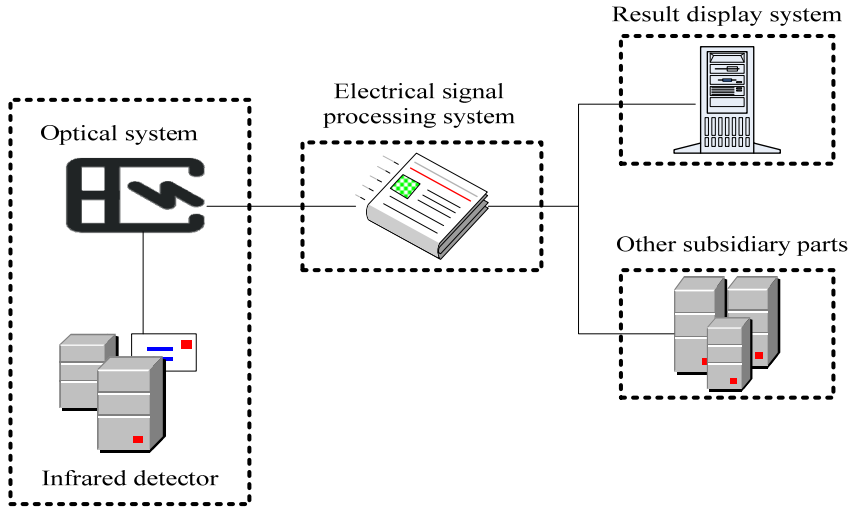 Result display system
Electrical signal
processing system
Optical system
Other subsidiary parts
Infrared detector